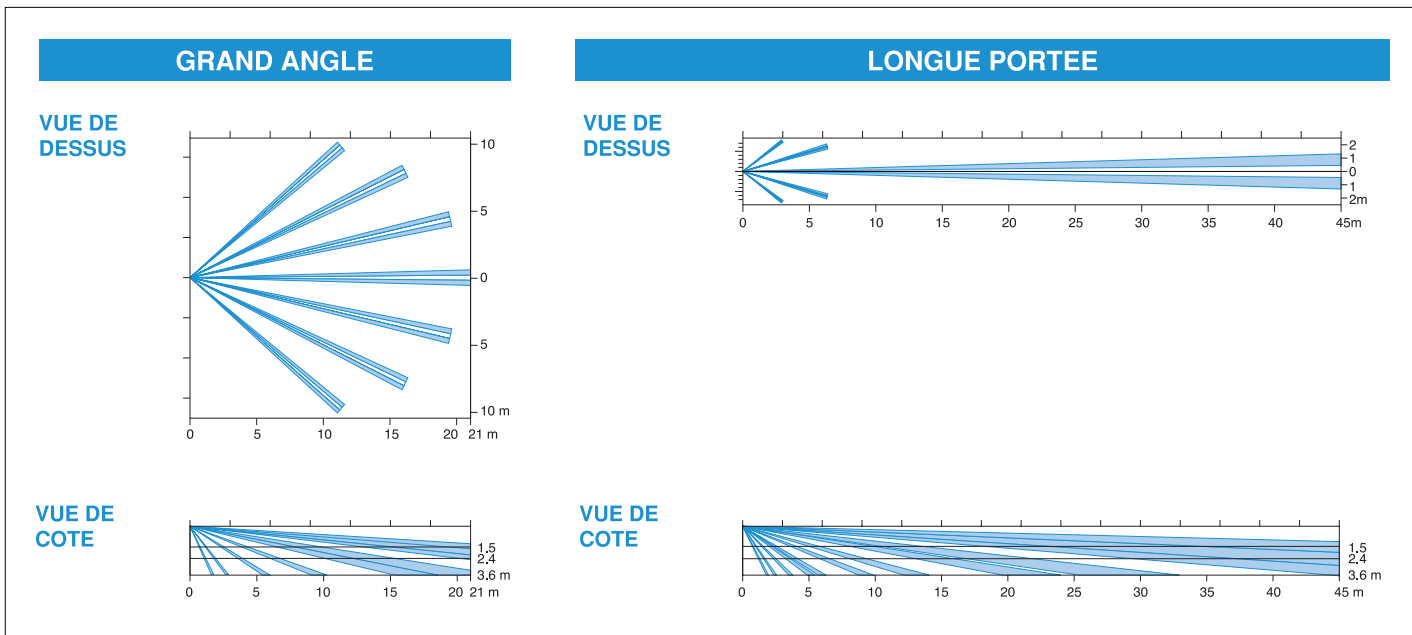 GRAND ANGLE
LONGUE PORTEE
VUE DE
DESSUS
10
5
0
5
10 m
0 5 10 15 20 21 m
VUE DE
DESSUS
2
1
0
1
2m
0 5 10 15 20 25 30 35 40 45m
VUE DE
COTE
1.5
2.4
3.6 m
0 5 10 15 20 21 m
VUE DE
COTE
1.5
2.4
3.6 m
0 5 10 15 20 25 30 35 40 45 m